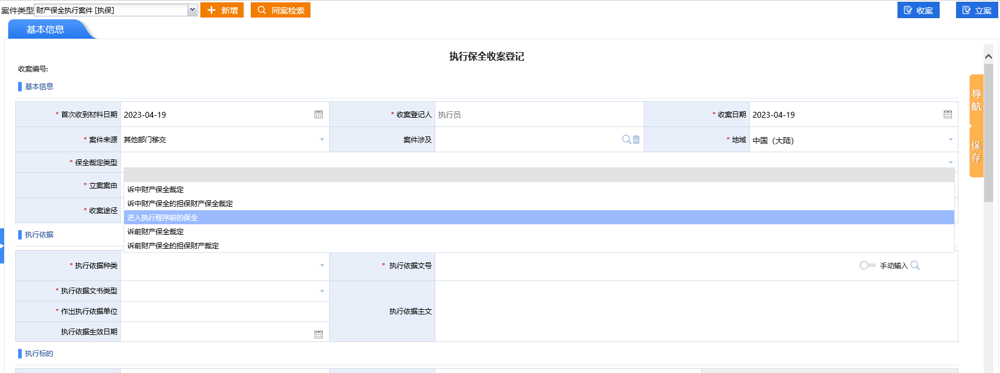 案件类型 财产保全执行案件 [执保] 新增 同案检索 收案 立案
基本信息
执行保全收案登记
收案编号:
基本信息
* 首次收到材料日期 2023-04-19 * 收案登记人 执行员 * 收案日期 2023-04-19
* 案件来源 其他部门移交 案件涉及 * 地域 中国（大陆）
* 保全裁定类型
* 立案案由
* 收案途径
诉中财产保全裁定
诉中财产保全的担保财产保全裁定
进入执行程序前的保全
诉前财产保全裁定
诉前财产保全的担保财产裁定
导航
保存
执行依据
* 执行依据种类 * 执行依据文号 手动输入
* 执行依据文书类型
* 作出执行依据单位 执行依据主文
执行依据生效日期
执行标的